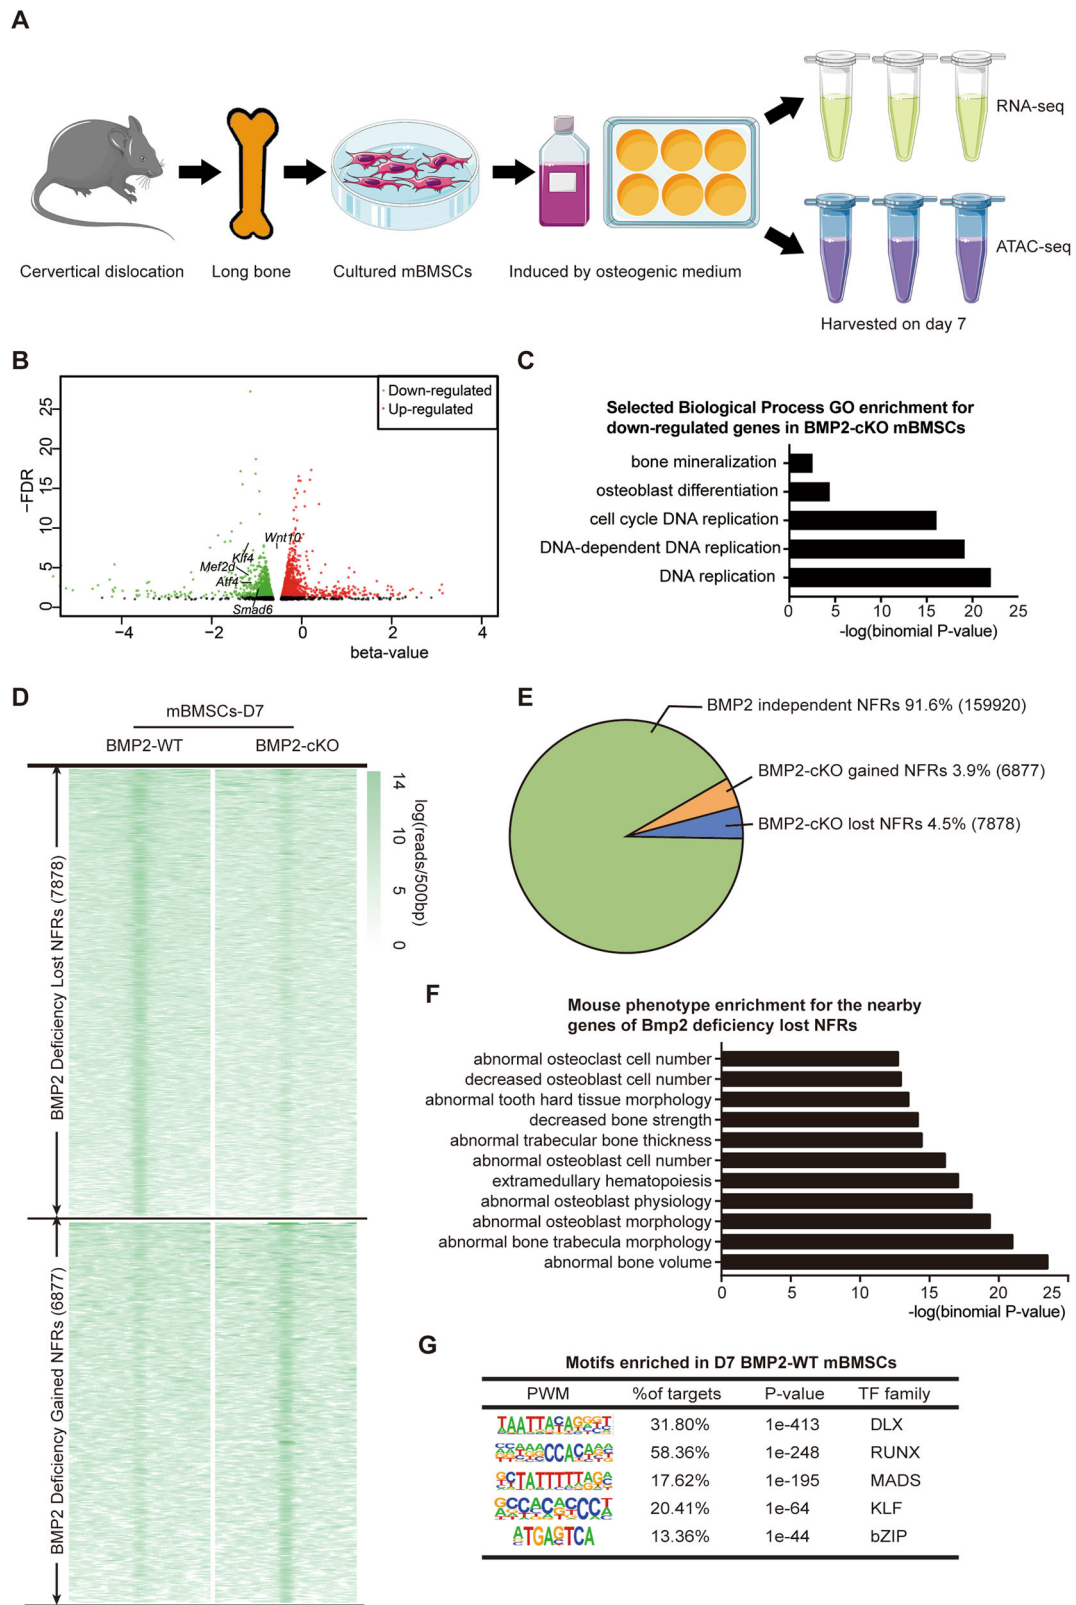 A
RNA-seq
ATAC-seq
Cervertical dislocation
Long bone
Cultured mBMSCs
Induced by osteogenic medium
Harvested on day 7
B
Down-regulated
Up-regulated
−FDR
25
20
15
10
5
0
Wnt10
Klf4
Mef2d
Atf4
Smad6
−4
−2
0
2
4
beta-value
C
Selected Biological Process GO enrichment for
down-regulated genes in BMP2-cKO mBMSCs
bone mineralization
osteoblast differentiation
cell cycle DNA replication
DNA-dependent DNA replication
DNA replication
0 5 10 15 20 25
-log(binomial P-value)
D
mBMSCs-D7
BMP2-WT
BMP2-cKO
BMP2 Deficiency Lost NFRs (7878)
BMP2 Deficiency Gained NFRs (6877)
14
10
5
0
log(reads/500bp)
E
BMP2 independent NFRs 91.6% (159920)
BMP2-cKO gained NFRs 3.9% (6877)
BMP2-cKO lost NFRs 4.5% (7878)
F
Mouse phenotype enrichment for the nearby
genes of Bmp2 deficiency lost NFRs
abnormal osteoclast cell number
decreased osteoblast cell number
abnormal tooth hard tissue morphology
decreased bone strength
abnormal trabecular bone thickness
abnormal osteoblast cell number
extramedullary hematopoiesis
abnormal osteoblast physiology
abnormal osteoblast morphology
abnormal bone trabecula morphology
abnormal bone volume
0 5 10 15 20 25
-log(binomial P-value)
G
Motifs enriched in D7 BMP2-WT mBMSCs
PWM %of targets P-value TF family
31.80% 1e-413 DLX
58.36% 1e-248 RUNX
17.62% 1e-195 MADS
20.41% 1e-64 KLF
13.36% 1e-44 bZIP